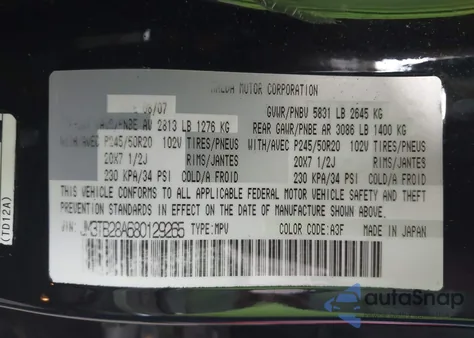 MAZDA MOTOR CORPORATION
08/07
GVWR/PNBV 5831 LB 2645 KG
AV 2813 LB 1276 KG
REAR GAWR/PNBE AR 3086 LB 1400 KG
WITH/AVEC P245/50R20 102V TIRES/PNEUS
WITH/AVEC P245/50R20 102V TIRES/PNEUS
20X7 1/2J RIMS/JANTES
20X7 1/2J RIMS/JANTES
230 KPA/34 PSI COLD/A FROID
230 KPA/34 PSI COLD/A FROID
THIS VEHICLE CONFORMS TO ALL APPLICABLE FEDERAL MOTOR VEHICLE SAFETY AND THEFT
PREVENTION STANDARDS IN EFFECT ON THE DATE OF MANUFACTURE SHOWN ABOVE.
VIN: JM3TB28A680129265 TYPE:MPV COLOR CODE: A3F MADE IN JAPAN
(TD12A)
autoSnap